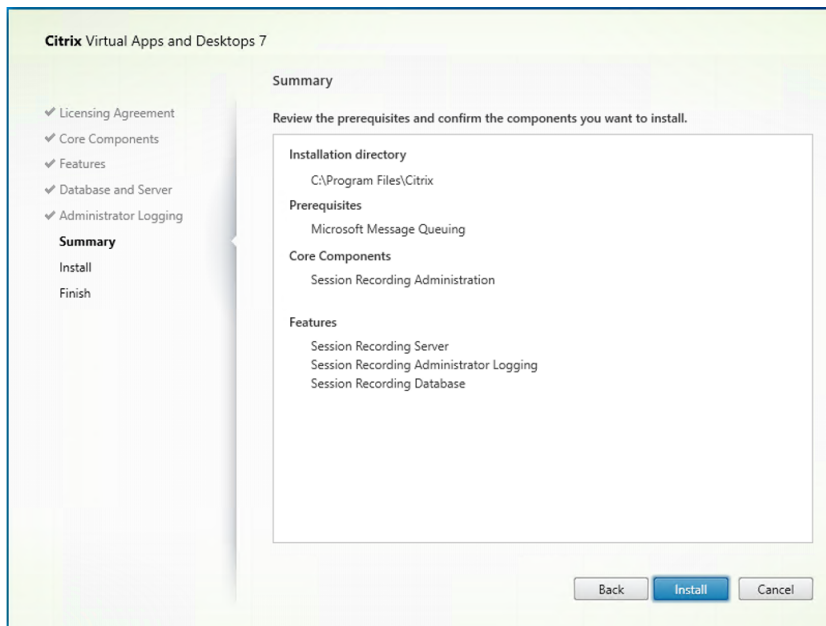 Citrix Virtual Apps and Desktops 7
Licensing Agreement
Core Components
Features
Database and Server
Administrator Logging
Summary
Install
Finish
Summary
Review the prerequisites and confirm the components you want to install.
Installation directory
C:\Program Files\Citrix
Prerequisites
Microsoft Message Queuing
Core Components
Session Recording Administration
Features
Session Recording Server
Session Recording Administrator Logging
Session Recording Database
Back
Install
Cancel